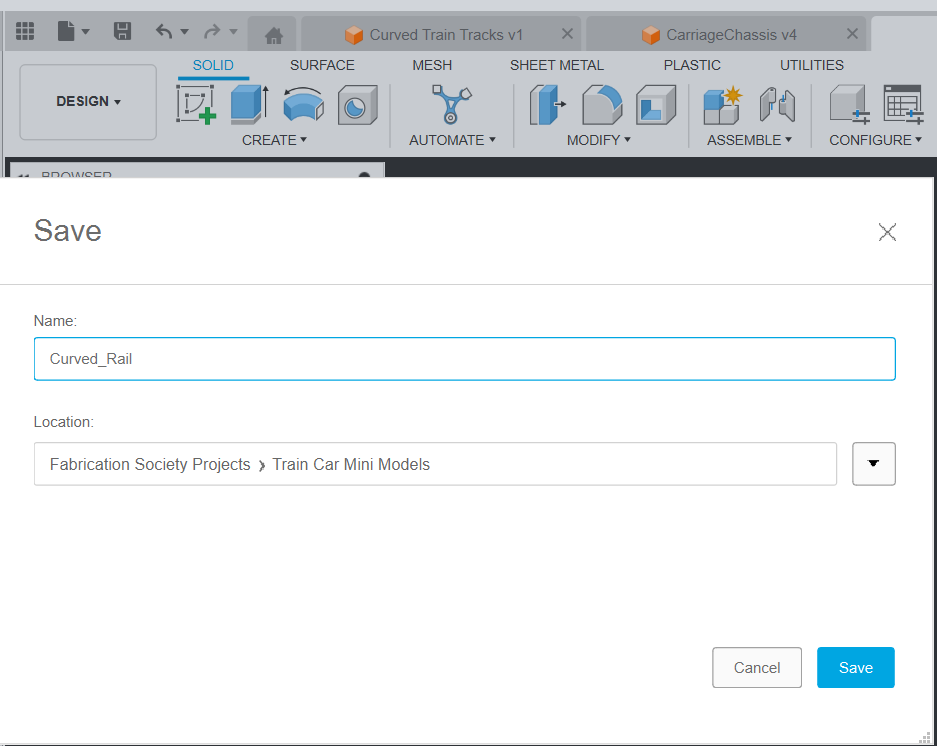 Curved Train Tracks v1
CarriageChassis v4
SOLID SURFACE MESH SHEET METAL PLASTIC UTILITIES
DESIGN
CREATE AUTOMATE MODIFY ASSEMBLE CONFIGURE
BROWSER
Save
Name:
Curved_Rail
Location:
Fabrication Society Projects > Train Car Mini Models
Cancel
Save